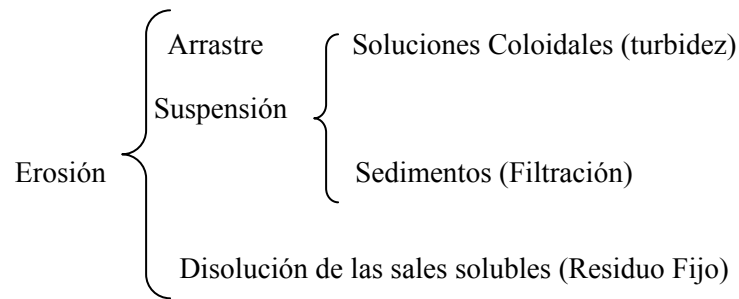 Arrastre
Soluciones Coloidales (turbidez)
Suspensión
Erosión
Sedimentos (Filtración)
Disolución de las sales solubles (Residuo Fijo)